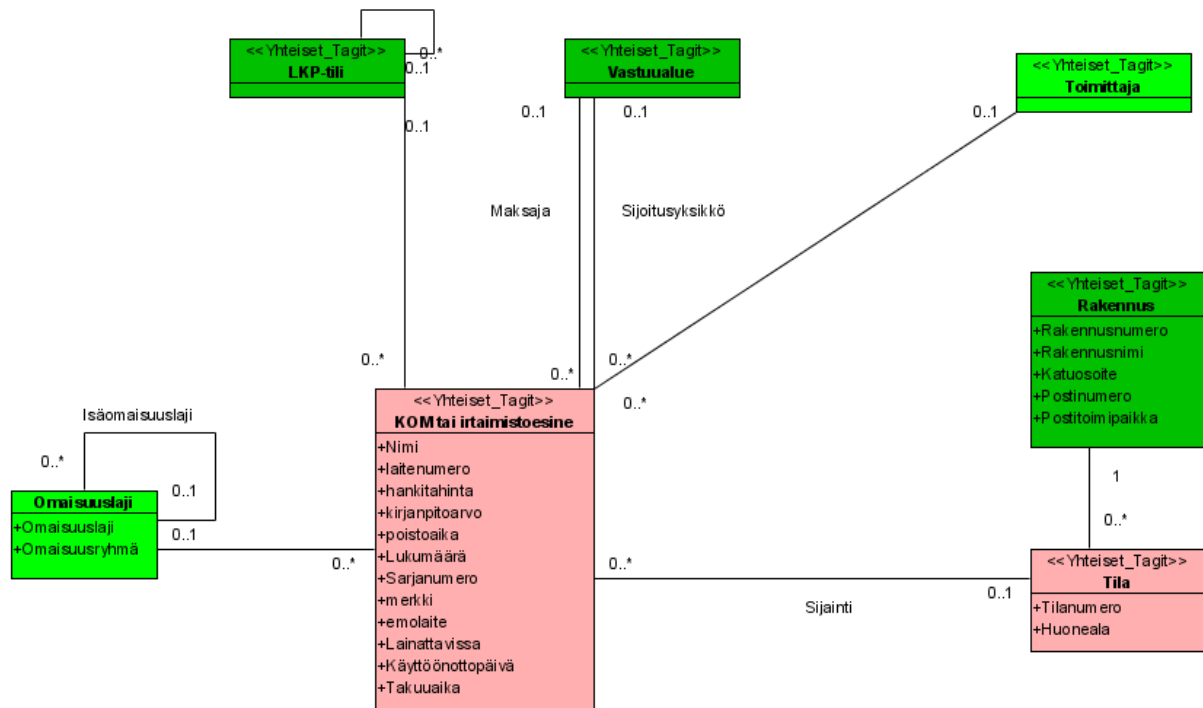 <<Yhteiset_Tagit>>
LKP-tili
0..*
0..1
0..1
<<Yhteiset_Tagit>>
Vastuualue
0..1
0..1
<<Yhteiset_Tagit>>
Toimittaja
0..1
Maksaja
Sijoitusyksikkö
0..*
0..*
0..*
0..*
<<Yhteiset_Tagit>>
Rakennus
+Rakennusnumero
+Rakennusnimi
+Katuosoite
+Postinumero
+Postitoimipaikka
1
0..*
Isäomaisuuslaji
0..*
0..1
Omaisuuslaji
+Omaisuuslaji
+Omaisuusryhmä
0..1
0..*
<<Yhteiset_Tagit>>
KOM tai irtaimistoesine
+Nimi
+laitenumero
+hankitahinta
+kirjanpitoarvo
+poistoaika
+Lukumäärä
+Sarjanumero
+merkki
+emolaite
+Lainattavissa
+Käyttöönottopäivä
+Takuuaika
0..*
Sijainti
0..1
<<Yhteiset_Tagit>>
Tila
+Tilanumero
+Huoneala